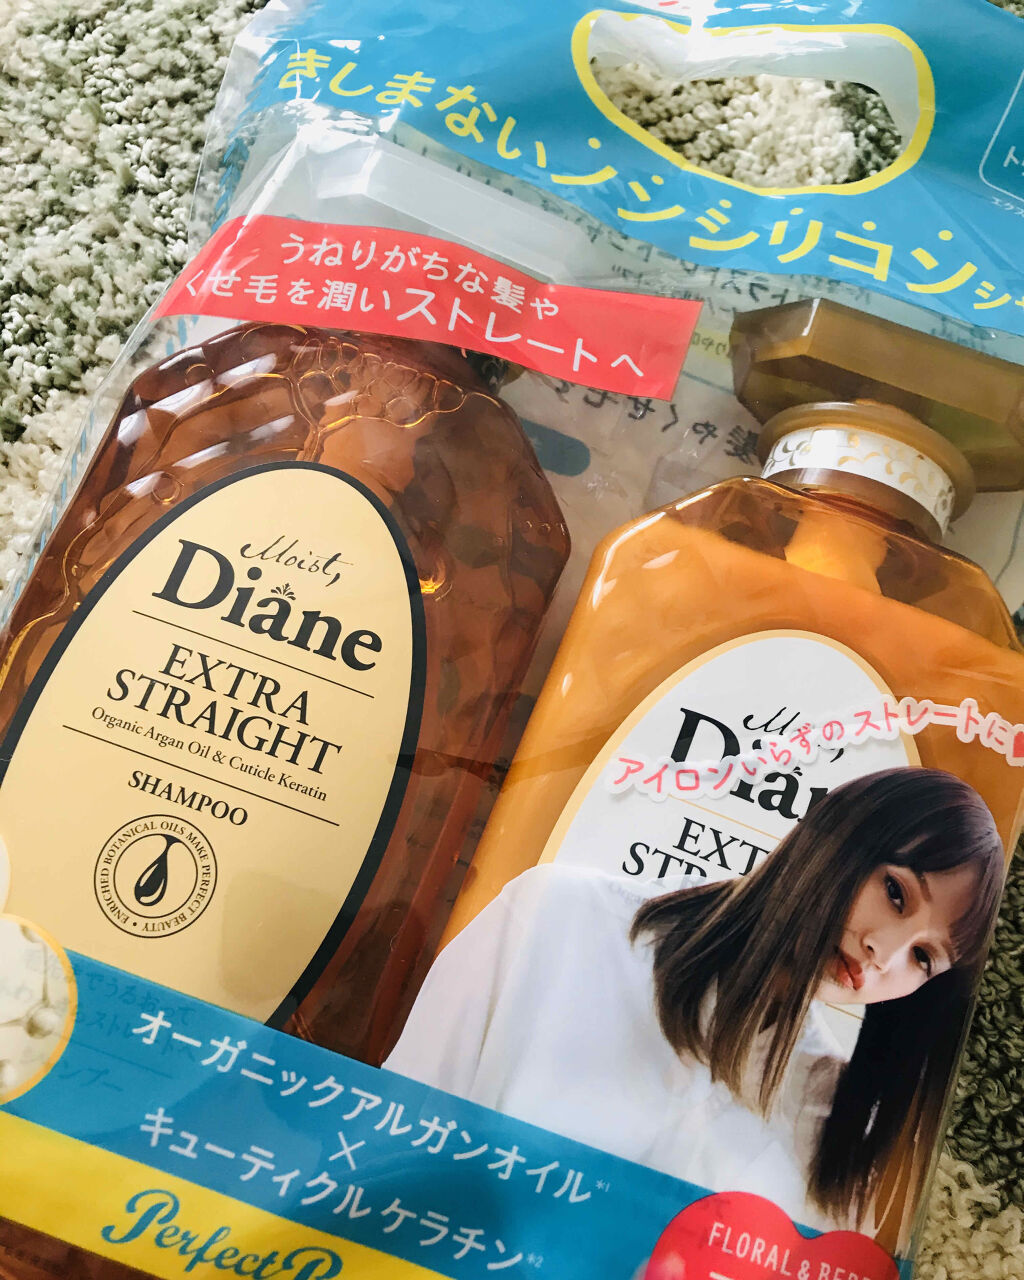 きしまないノンシリコン
うねりがちな髪や
くせ毛を潤いストレートへ
Moist,
Diane
EXTRA
STRAIGHT
Organic Argan Oil & Cuticle Keratin
SHAMPOO
ENRICHED BOTANICAL OILS MAKE PERFECT BEAUTY
アイロンいらずのストレートに♥
EXT
オーガニックアルガンオイル*1
×
キューティクルケラチン*2
Perfect
FLORAL &